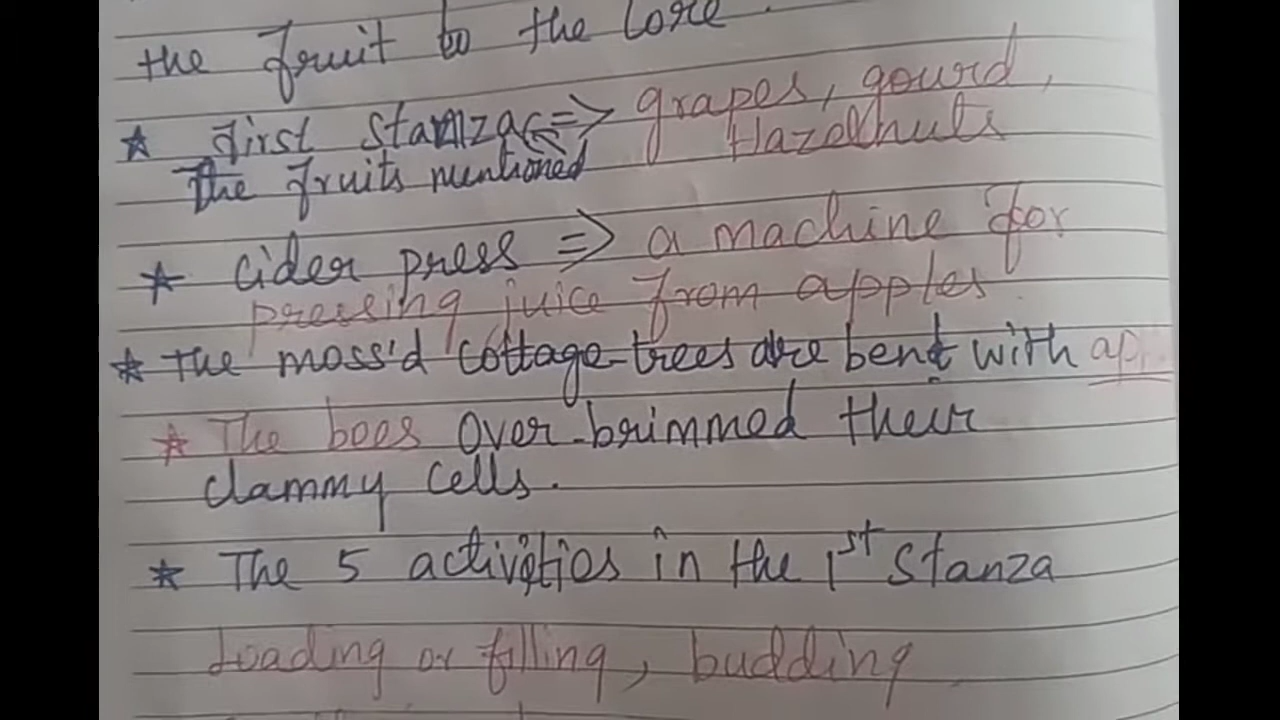 the fruit to the core.
* first stanza => grapes, gourd,
Hazelnuts
The fruits mentioned
* cider press => a machine for
pressing juice from apples
* The moss'd cottage-trees are bent with
* The bees over-brimmed their
clammy cells.
* The 5 activities in the 1st stanza
Loading or filling, budding